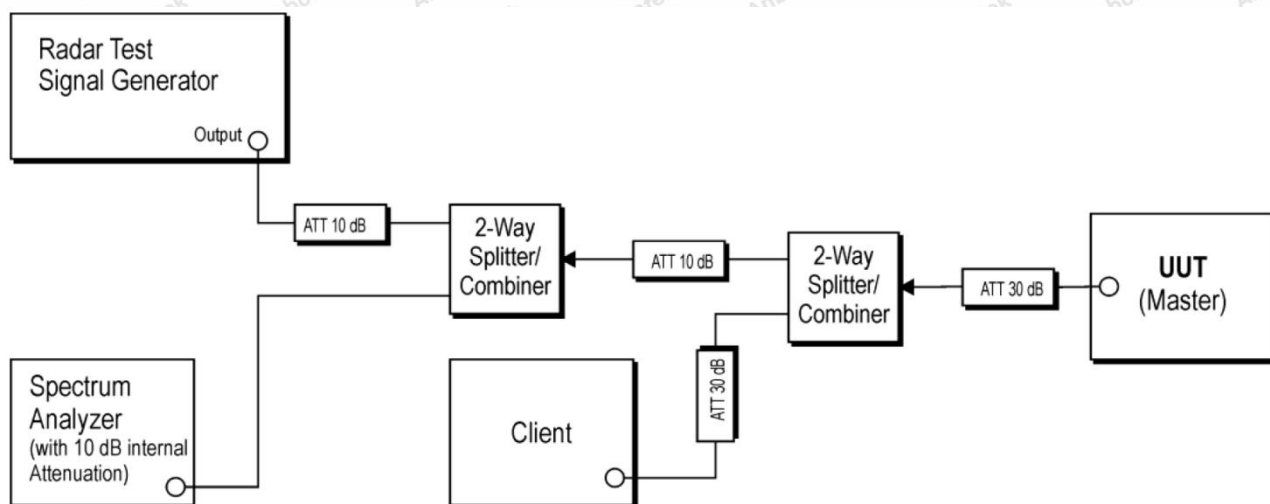 Radar Test
Signal Generator
Output
ATT 10 dB
2-Way
Splitter/
Combiner
ATT 10 dB
2-Way
Splitter/
Combiner
ATT 30 dB
UUT
(Master)
Spectrum
Analyzer
(with 10 dB internal
Attenuation)
Client
ATT 30 dB